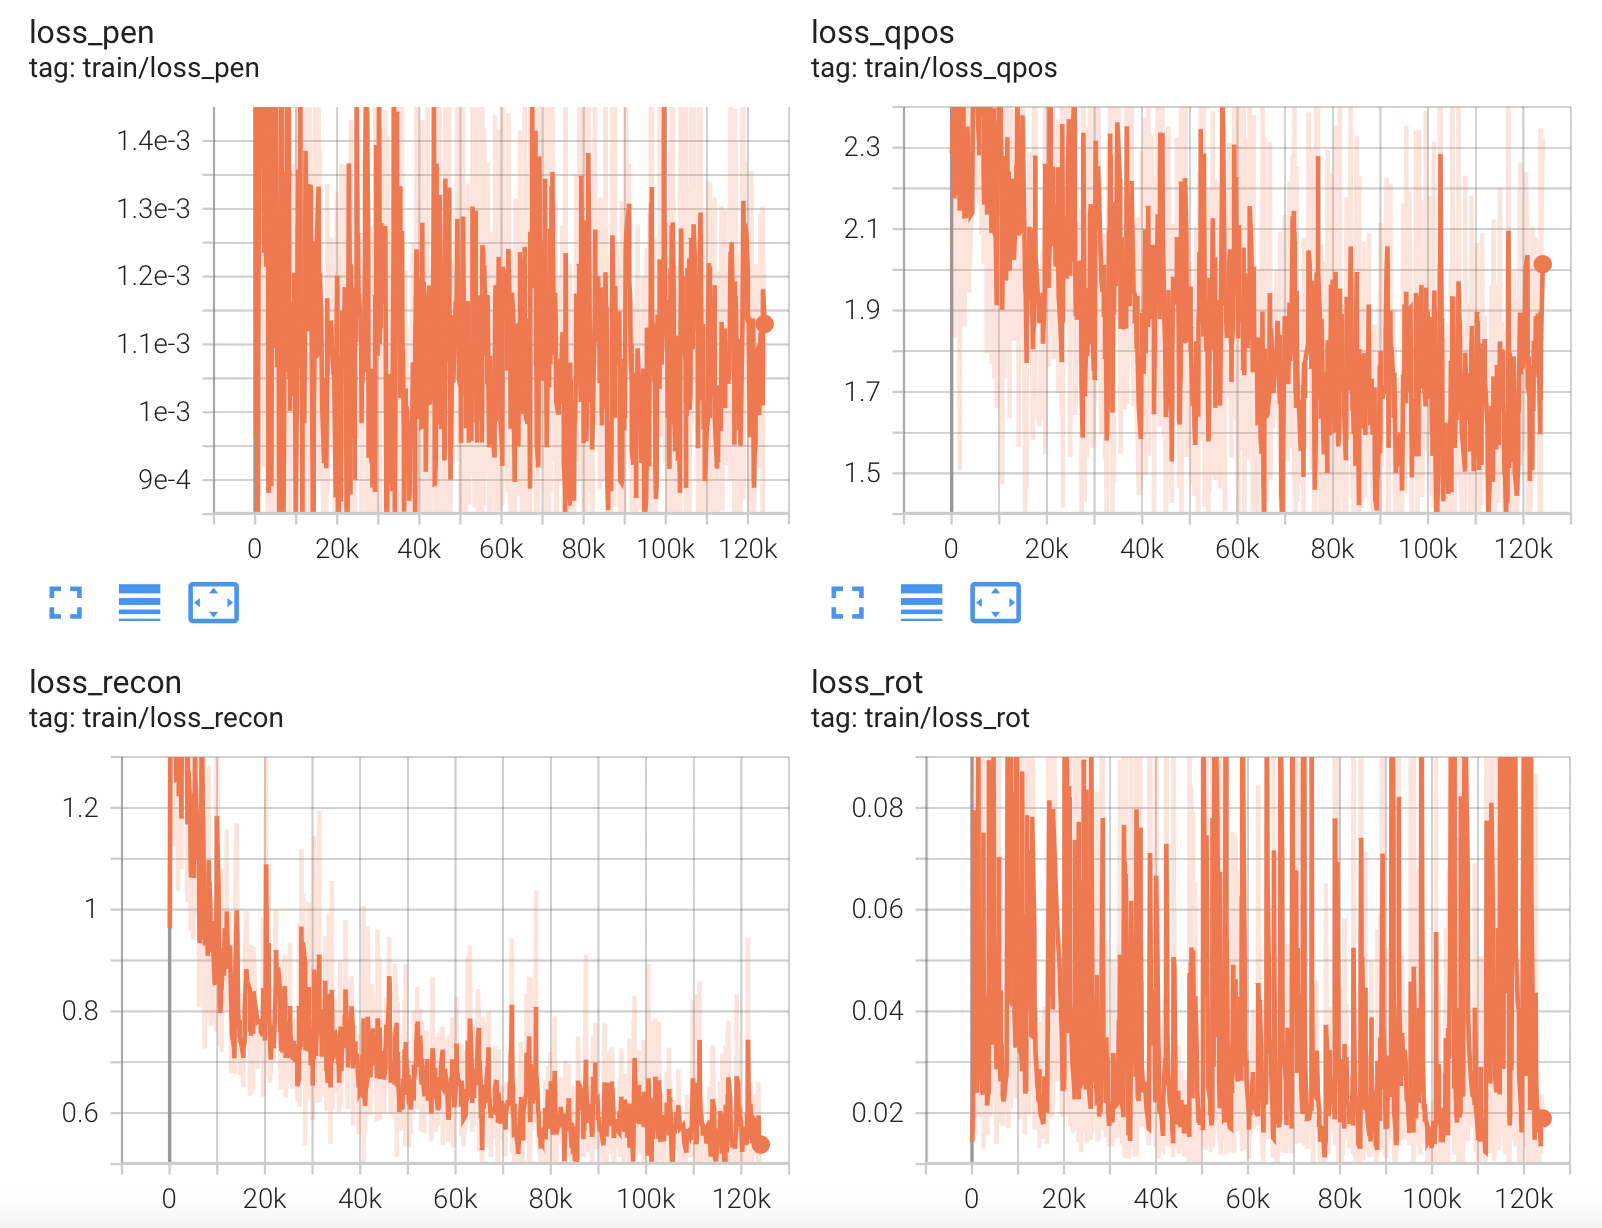 loss_pen
tag: train/loss_pen
1.4e-3
1.3e-3
1.2e-3
1.1e-3
1e-3
9e-4
0 20k 40k 60k 80k 100k 120k
loss_qpos
tag: train/loss_qpos
2.3
2.1
1.9
1.7
1.5
0 20k 40k 60k 80k 100k 120k
loss_recon
tag: train/loss_recon
1.2
1
0.8
0.6
0 20k 40k 60k 80k 100k 120k
loss_rot
tag: train/loss_rot
0.08
0.06
0.04
0.02
0 20k 40k 60k 80k 100k 120k